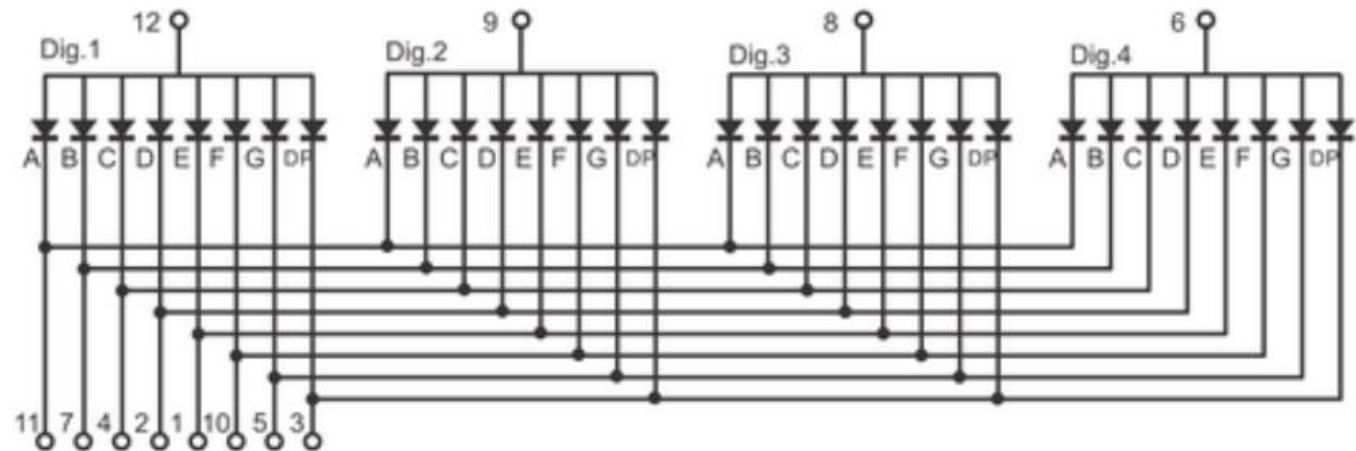 12 9 8 6
Dig.1 Dig.2 Dig.3 Dig.4
A B C D E F G DP A B C D E F G DP A B C D E F G DP A B C D E F G DP
11 7 4 2 1 10 5 3